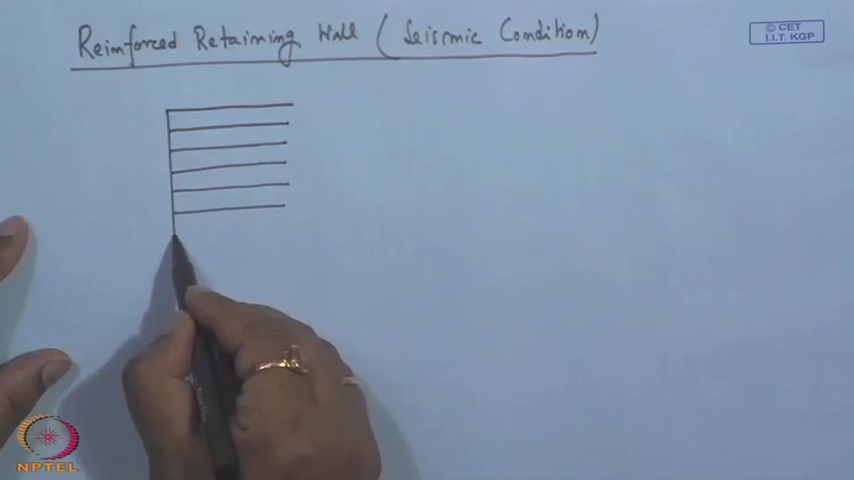 Reinforced Retaining Wall (Seismic Condition)
© CET
I.I.T. KGP
NPTEL